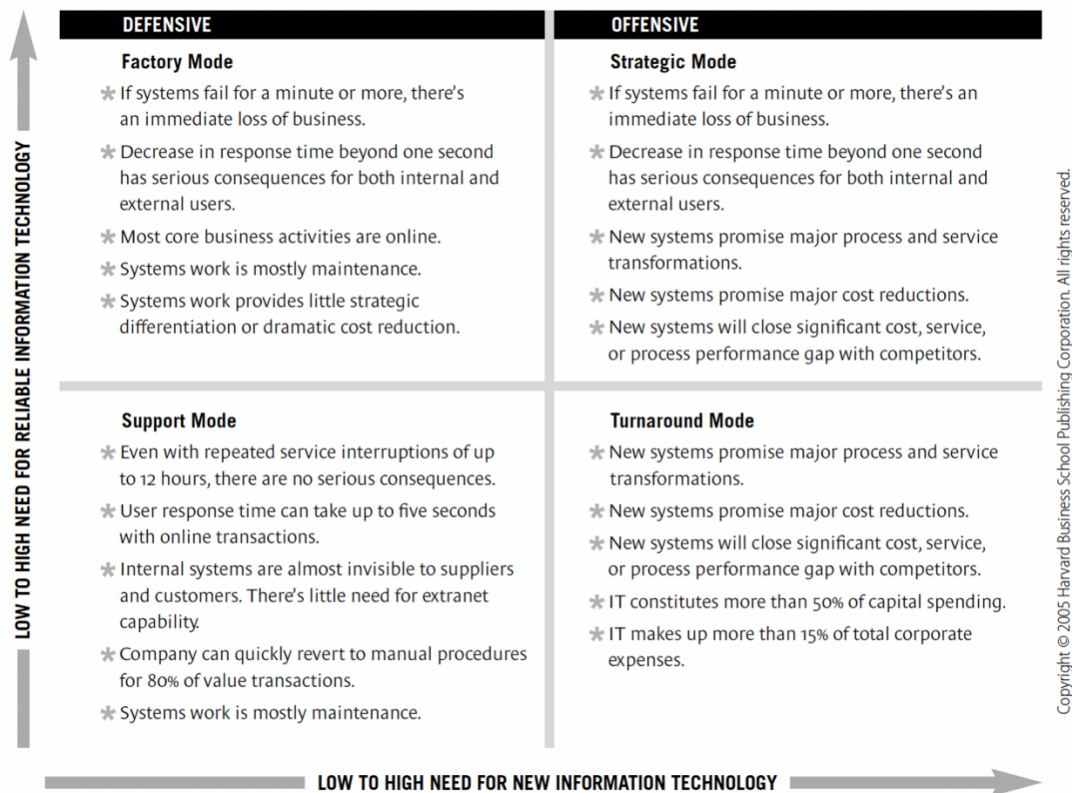 DEFENSIVE
Factory Mode
* If systems fail for a minute or more, there's
an immediate loss of business.
* Decrease in response time beyond one second
has serious consequences for both internal and
external users.
* Most core business activities are online.
* Systems work is mostly maintenance.
* Systems work provides little strategic
differentiation or dramatic cost reduction.
OFFENSIVE
Strategic Mode
* If systems fail for a minute or more, there's an
immediate loss of business.
* Decrease in response time beyond one second
has serious consequences for both internal and
external users.
* New systems promise major process and service
transformations.
* New systems promise major cost reductions.
* New systems will close significant cost, service,
or process performance gap with competitors.
Support Mode
* Even with repeated service interruptions of up
to 12 hours, there are no serious consequences.
* User response time can take up to five seconds
with online transactions.
* Internal systems are almost invisible to suppliers
and customers. There's little need for extranet
capability.
* Company can quickly revert to manual procedures
for 80% of value transactions.
* Systems work is mostly maintenance.
Turnaround Mode
* New systems promise major process and service
transformations.
* New systems promise major cost reductions.
* New systems will close significant cost, service,
or process performance gap with competitors.
* IT constitutes more than 50% of capital spending.
* IT makes up more than 15% of total corporate
expenses.
LOW TO HIGH NEED FOR RELIABLE INFORMATION TECHNOLOGY
LOW TO HIGH NEED FOR NEW INFORMATION TECHNOLOGY
Copyright © 2005 Harvard Business School Publishing Corporation. All rights reserved.